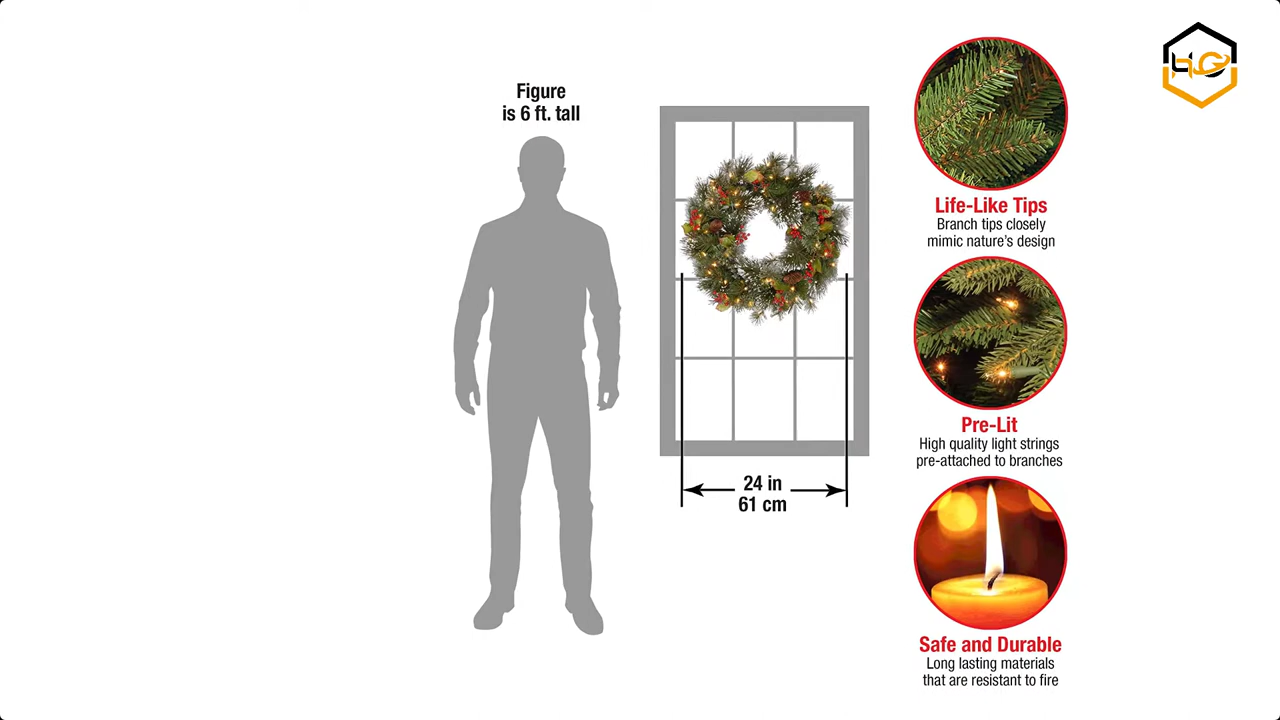 Figure
is 6 ft. tall
24 in
61 cm
Life-Like Tips
Branch tips closely
mimic nature's design
Pre-Lit
High quality light strings
pre-attached to branches
Safe and Durable
Long lasting materials
that are resistant to fire
HG